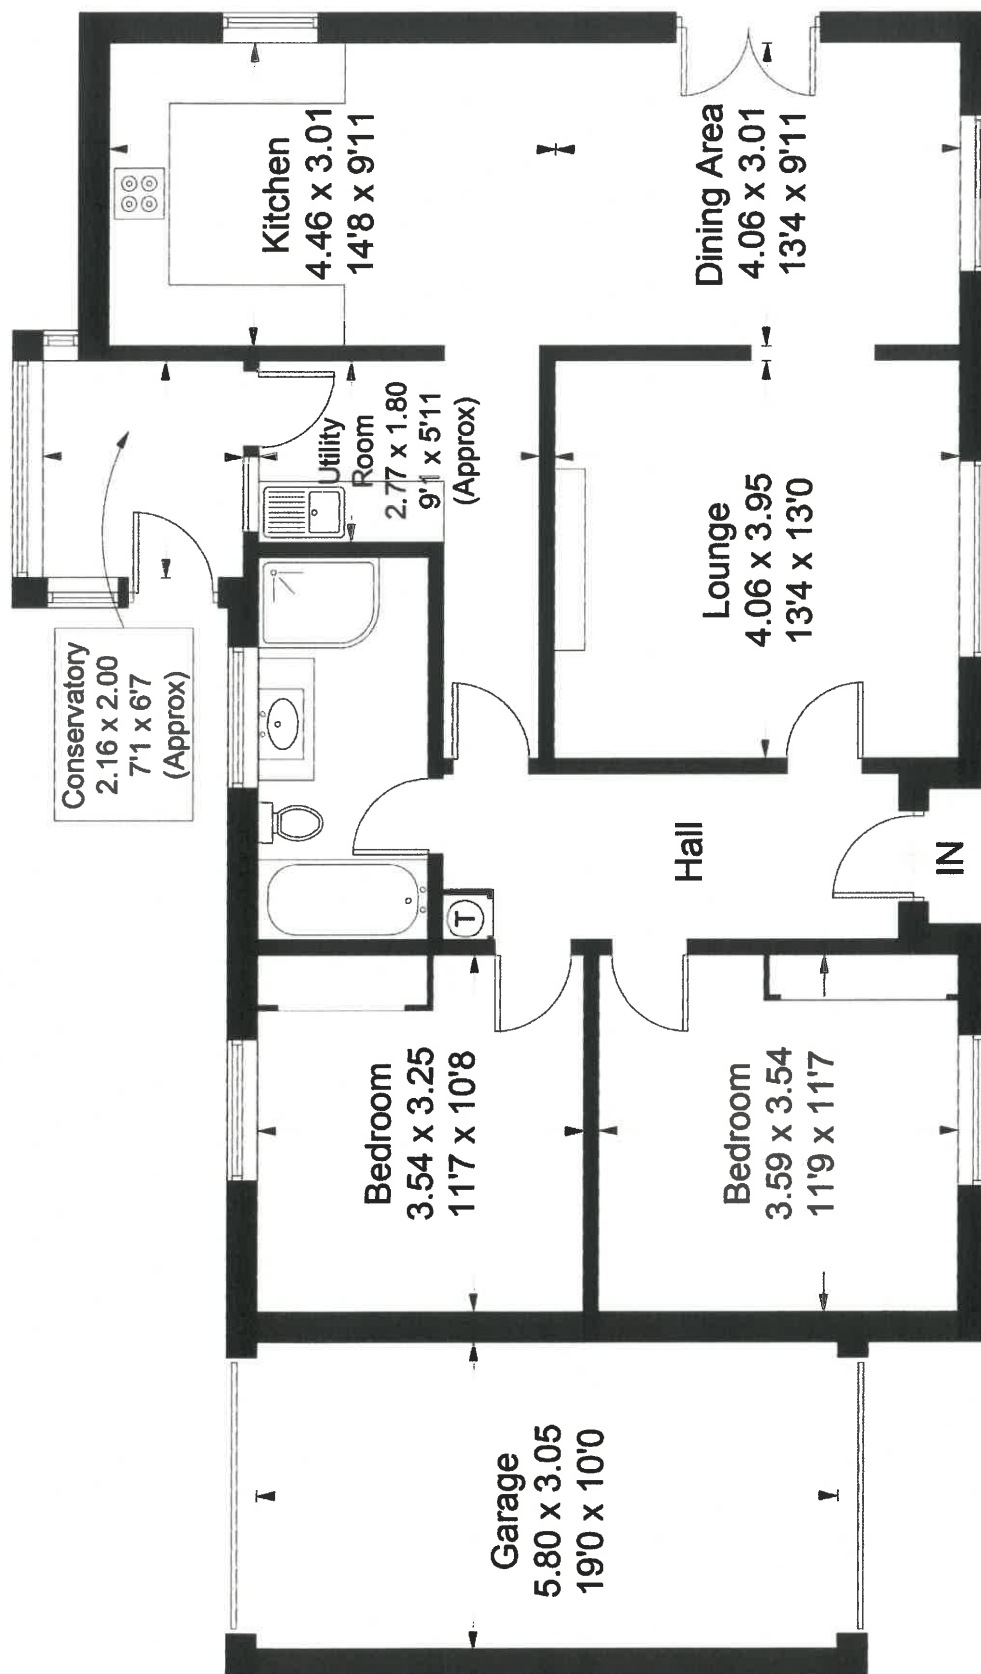 Conservatory
2.16 x 2.00
7'1 x 6'7
(Approx)
Kitchen
4.46 x 3.01
14'8 x 9'11
Utility
Room
2.77 x 1.80
9'1 x 5'11
(Approx)
Dining Area
4.06 x 3.01
13'4 x 9'11
Lounge
4.06 x 3.95
13'4 x 13'0
T
Hall
IN
Bedroom
3.54 x 3.25
11'7 x 10'8
Bedroom
3.59 x 3.54
11'9 x 11'7
Garage
5.80 x 3.05
19'0 x 10'0